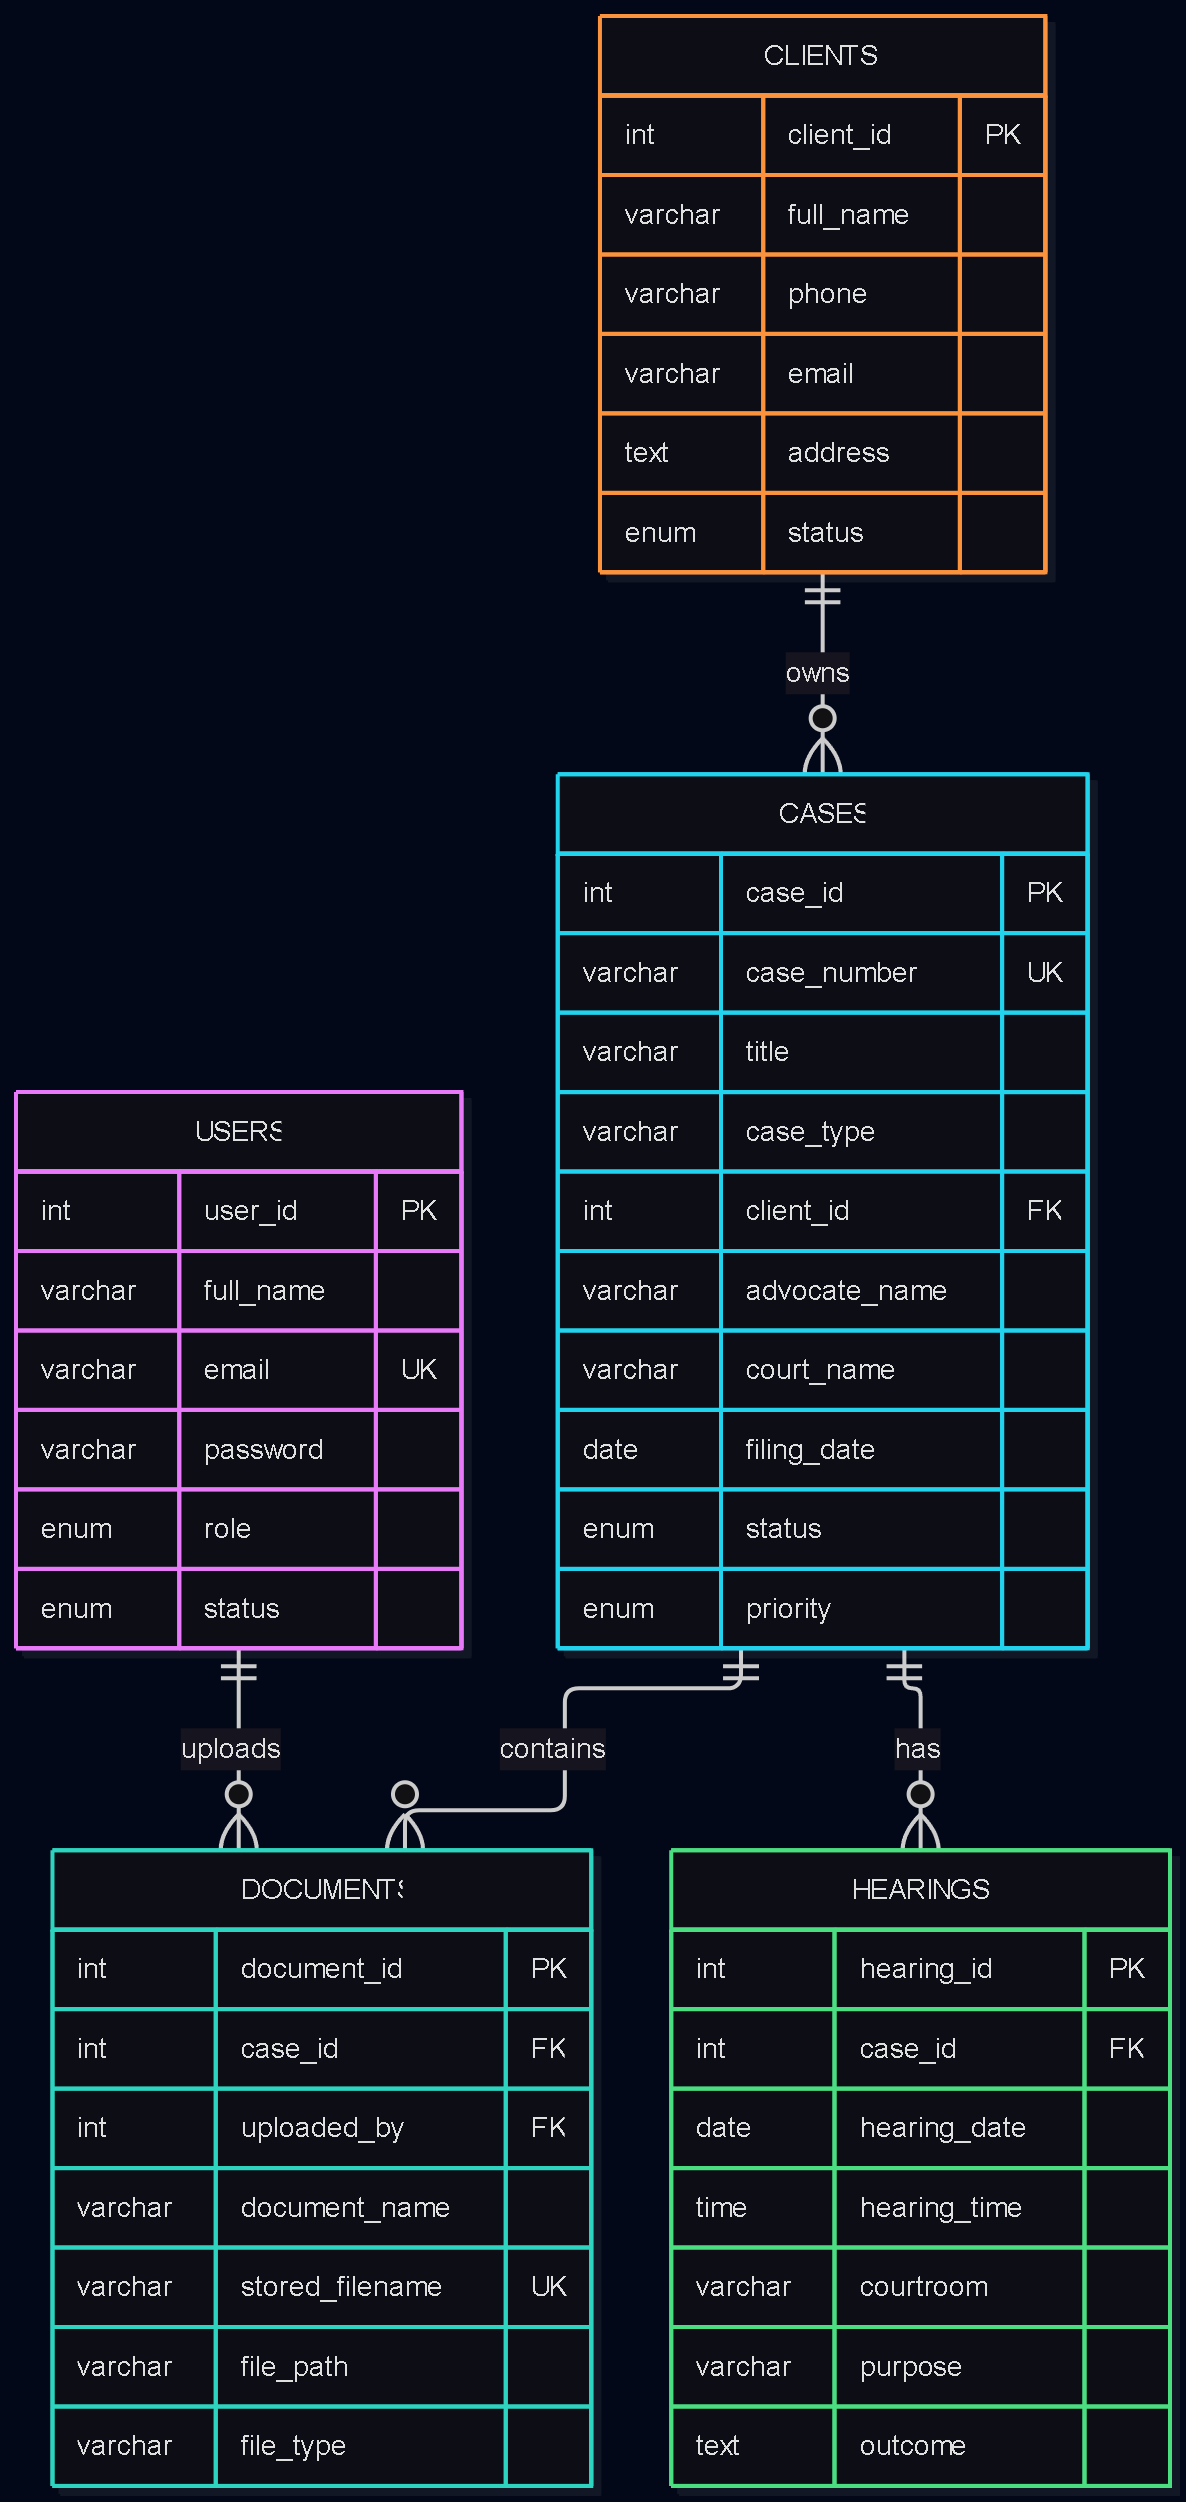 CLIENTS
int client_id PK
varchar full_name
varchar phone
varchar email
text address
enum status
owns
CASES
int case_id PK
varchar case_number UK
varchar title
varchar case_type
int client_id FK
varchar advocate_name
varchar court_name
date filing_date
enum status
enum priority
USERS
int user_id PK
varchar full_name
varchar email UK
varchar password
enum role
enum status
uploads
contains
has
DOCUMENTS
int document_id PK
int case_id FK
int uploaded_by FK
varchar document_name
varchar stored_filename UK
varchar file_path
varchar file_type
HEARINGS
int hearing_id PK
int case_id FK
date hearing_date
time hearing_time
varchar courtroom
varchar purpose
text outcome